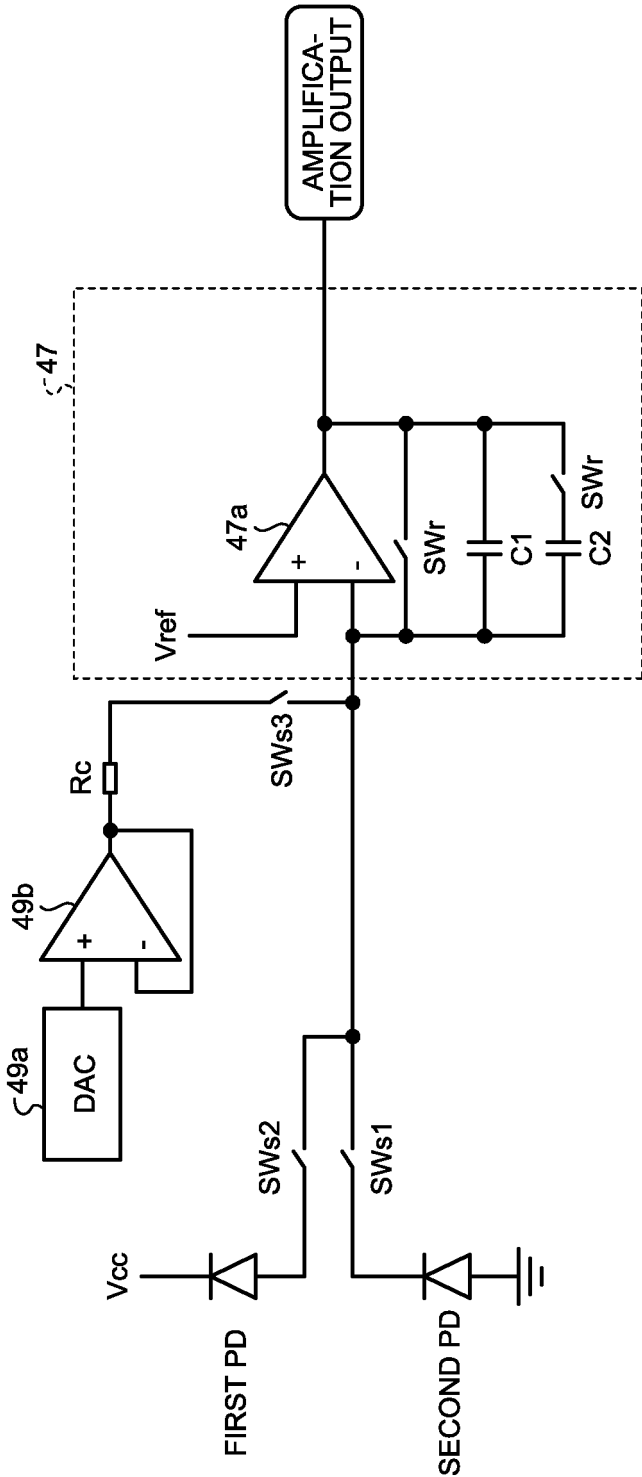 47
49b
49a
DAC
+
-
Rc
SWs3
Vref
47a
+
-
AMPLIFICA-
TION OUTPUT
SWr
C1
C2
SWr
Vcc
SWs2
SWs1
FIRST PD
SECOND PD